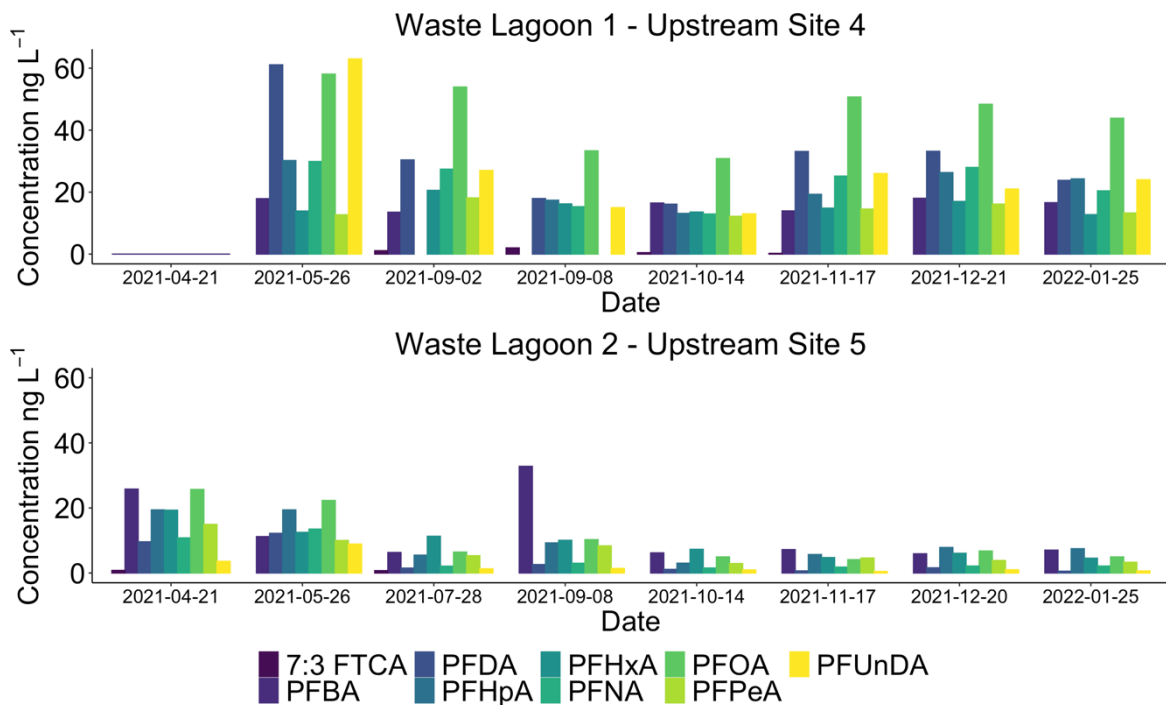 Waste Lagoon 1 - Upstream Site 4
Concentration ng L⁻¹
60
40
20
0
2021-04-21 2021-05-26 2021-09-02 2021-09-08 2021-10-14 2021-11-17 2021-12-21 2022-01-25
Date
Waste Lagoon 2 - Upstream Site 5
Concentration ng L⁻¹
60
40
20
0
2021-04-21 2021-05-26 2021-07-28 2021-09-08 2021-10-14 2021-11-17 2021-12-20 2022-01-25
Date
7:3 FTCA PFDA PFHxA PFOA PFUnDA
PFBA PFHpA PFNA PFPeA